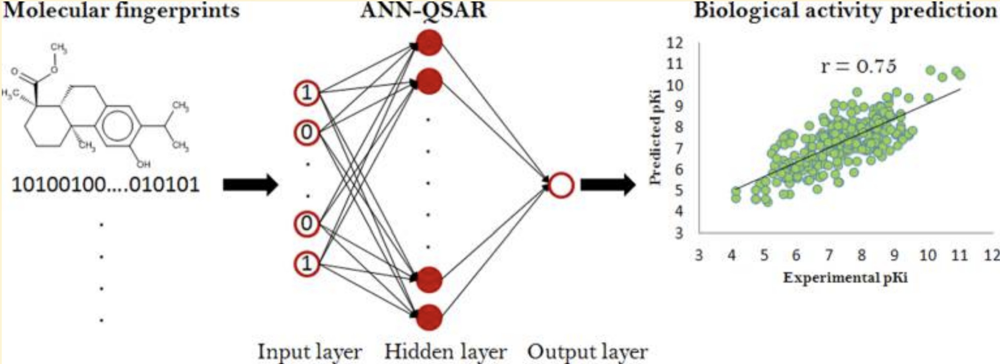 Molecular fingerprints
ANN-QSAR
Biological activity prediction
CH3
O
O
H3C
CH3
CH3
CH3
OH
10100100....010101
1
0
0
1
Input layer
Hidden layer
Output layer
r = 0.75
Predicted pKi
12
11
10
9
8
7
6
5
4
3
3 4 5 6 7 8 9 10 11 12
Experimental pKi